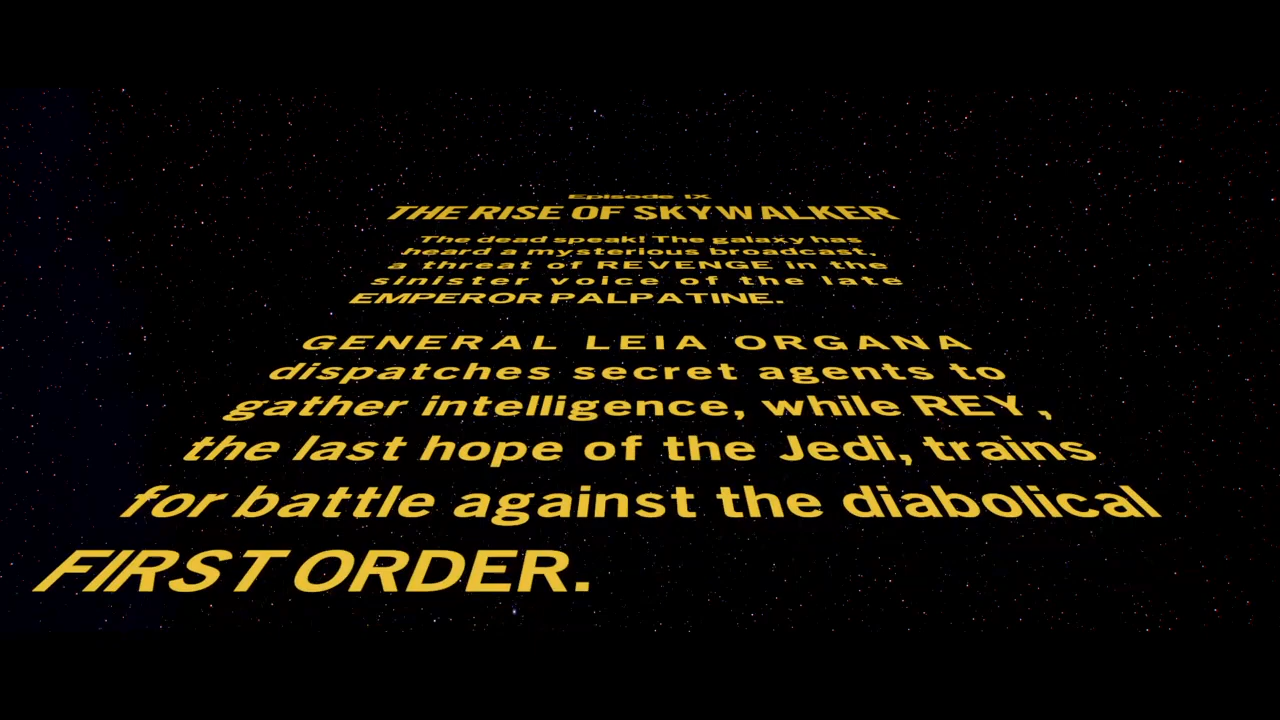 Episode IX
THE RISE OF SKYWALKER
The dead speak! The galaxy has
heard a mysterious broadcast,
a threat of REVENGE in the
sinister voice of the late
EMPEROR PALPATINE.
GENERAL LEIA ORGANA
dispatches secret agents to
gather intelligence, while REY,
the last hope of the Jedi, trains
for battle against the diabolical
FIRST ORDER.